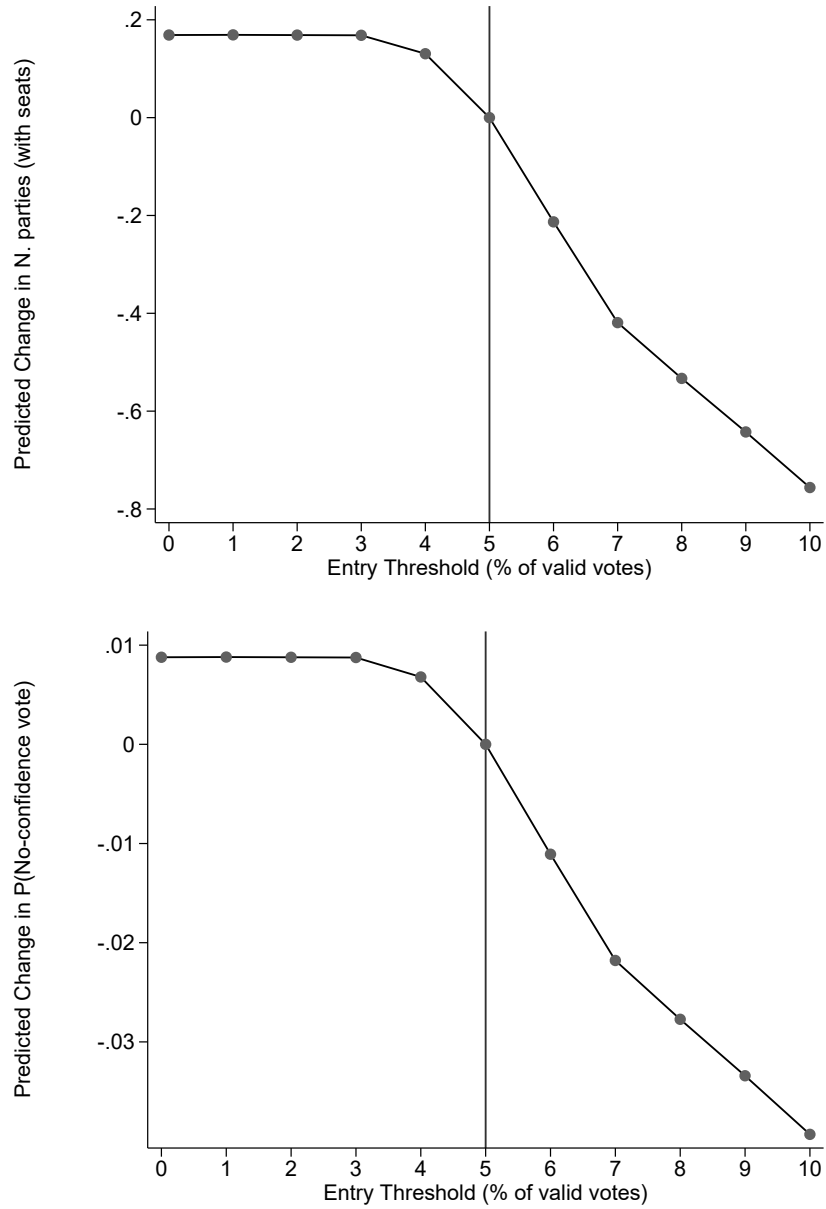 Predicted Change in N. parties (with seats)
.2
0
-.2
-.4
-.6
-.8
0 1 2 3 4 5 6 7 8 9 10
Entry Threshold (% of valid votes)
Predicted Change in P(No-confidence vote)
.01
0
-.01
-.02
-.03
0 1 2 3 4 5 6 7 8 9 10
Entry Threshold (% of valid votes)